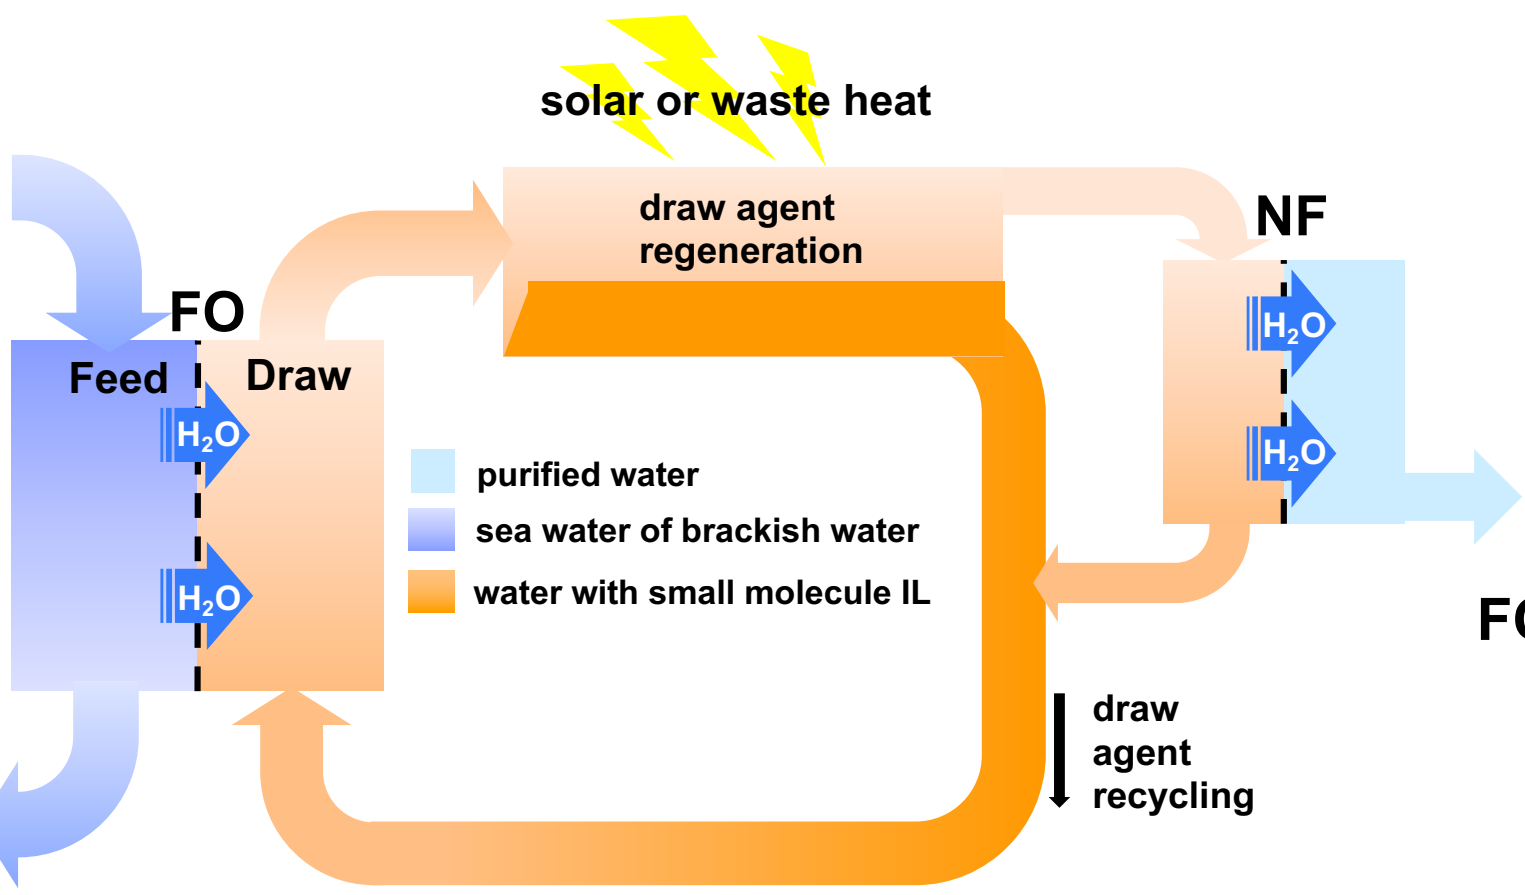 solar or waste heat
draw agent
regeneration
NF
FO
Feed
Draw
H₂O
H₂O
H₂O
H₂O
purified water
sea water of brackish water
water with small molecule IL
draw
agent
recycling